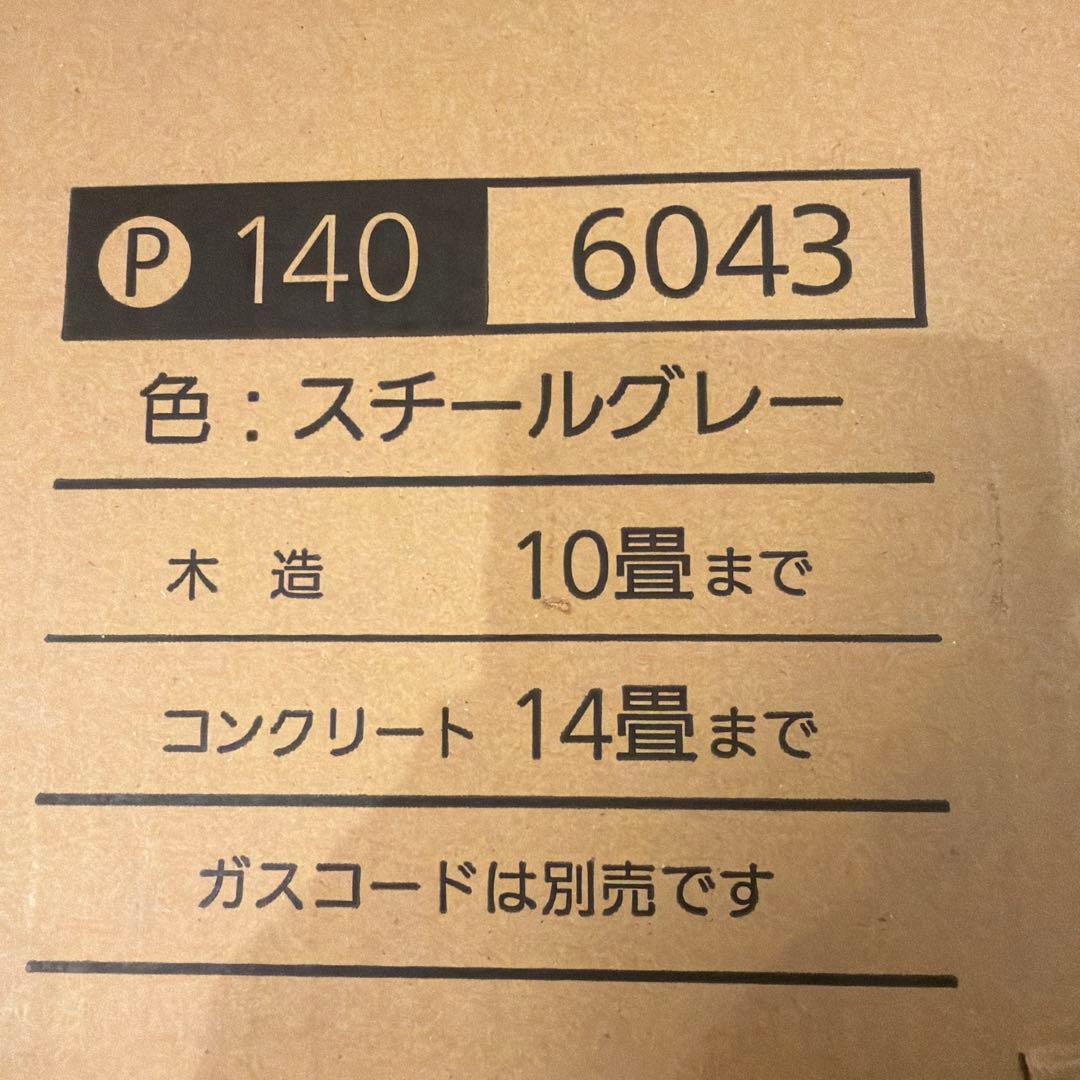 Ⓟ 140 6043
色：スチールグレー
木 造 10畳まで
コンクリート 14畳まで
ガスコードは別売です